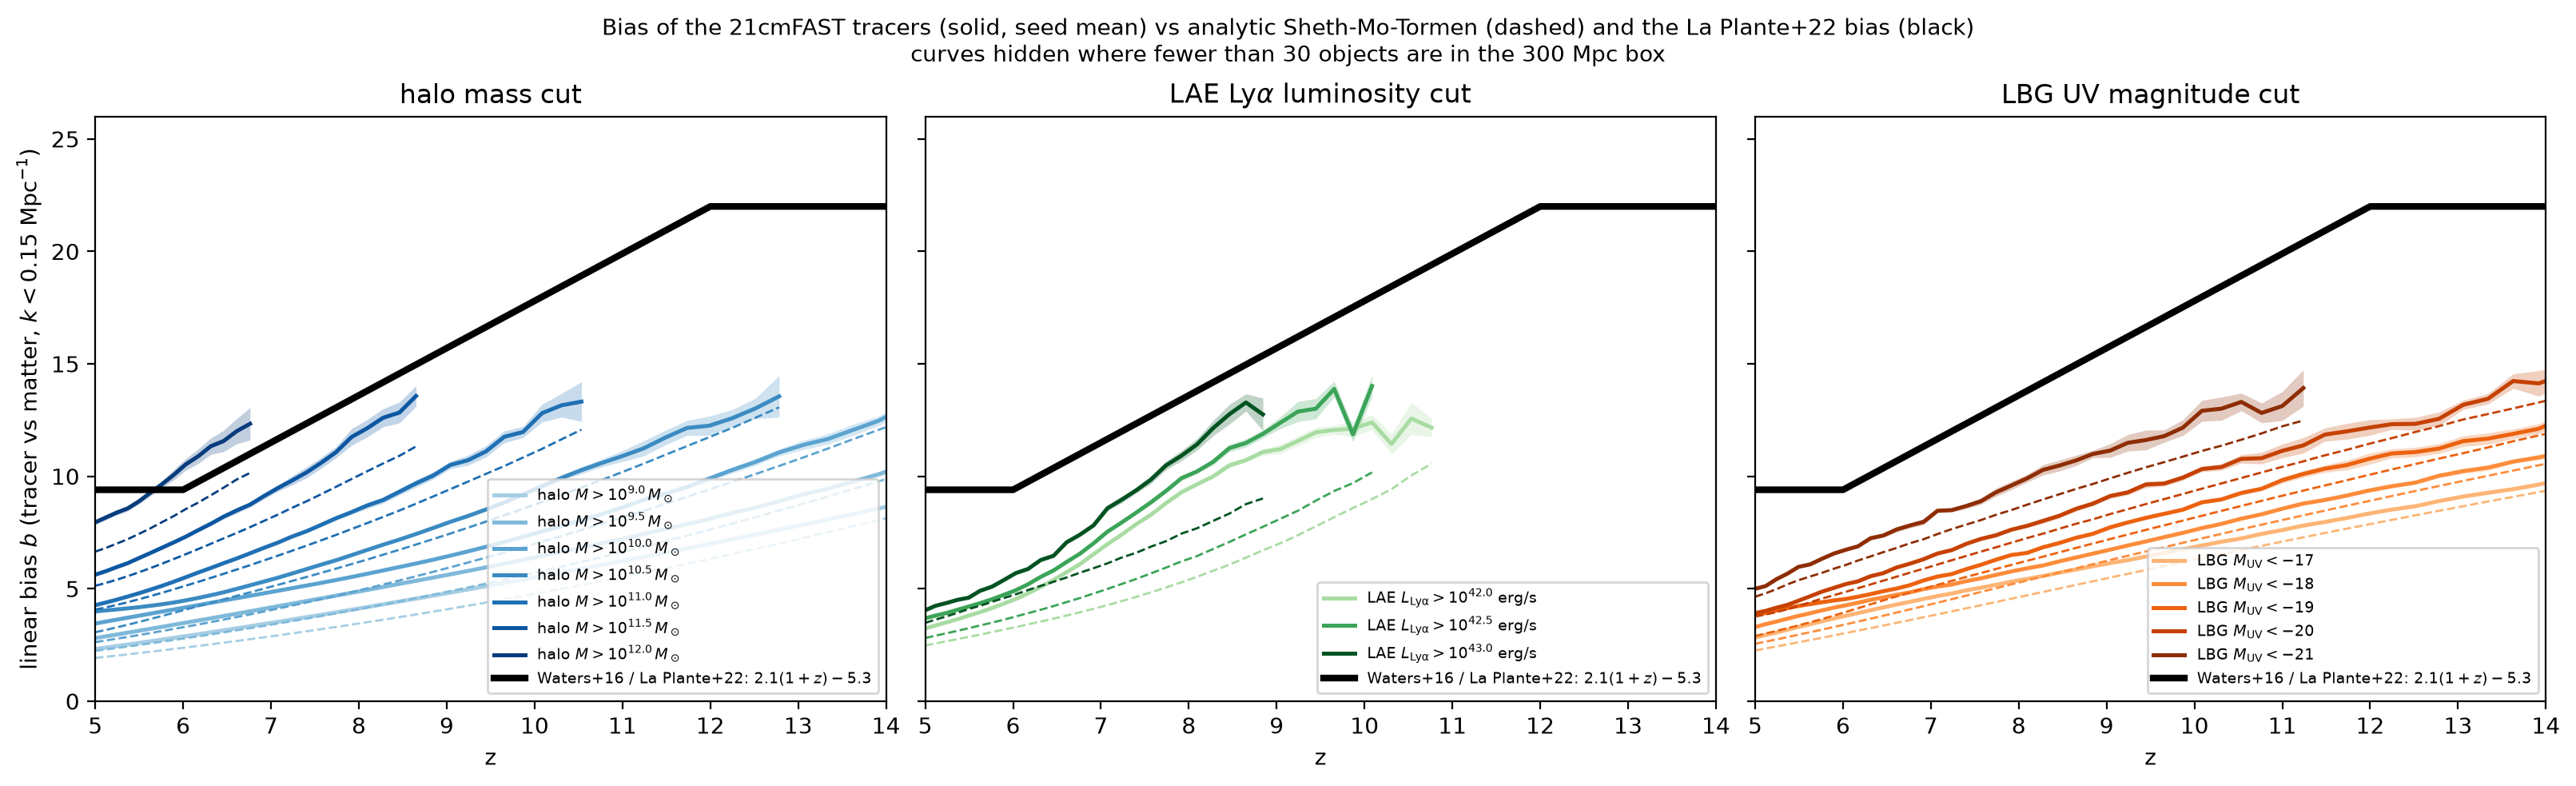 Bias of the 21cmFAST tracers (solid, seed mean) vs analytic Sheth-Mo-Tormen (dashed) and the La Plante+22 bias (black)
curves hidden where fewer than 30 objects are in the 300 Mpc box
halo mass cut
linear bias b (tracer vs matter, k < 0.15 Mpc⁻¹)
25
20
15
10
5
0
halo M > 10^9.0 M⊙
halo M > 10^9.5 M⊙
halo M > 10^10.0 M⊙
halo M > 10^10.5 M⊙
halo M > 10^11.0 M⊙
halo M > 10^11.5 M⊙
halo M > 10^12.0 M⊙
Waters+16 / La Plante+22: 2.1(1 + z) − 5.3
5 6 7 8 9 10 11 12 13 14
z
LAE Lyα luminosity cut
LAE L_Lyα > 10^42.0 erg/s
LAE L_Lyα > 10^42.5 erg/s
LAE L_Lyα > 10^43.0 erg/s
Waters+16 / La Plante+22: 2.1(1 + z) − 5.3
5 6 7 8 9 10 11 12 13 14
z
LBG UV magnitude cut
LBG M_UV < −17
LBG M_UV < −18
LBG M_UV < −19
LBG M_UV < −20
LBG M_UV < −21
Waters+16 / La Plante+22: 2.1(1 + z) − 5.3
5 6 7 8 9 10 11 12 13 14
z